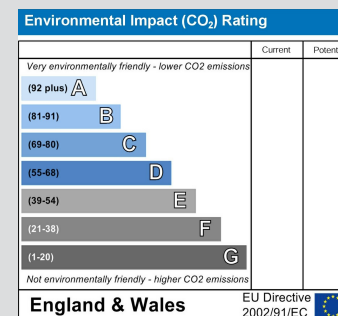 Environmental Impact (CO₂) Rating
Current Potent
Very environmentally friendly - lower CO2 emissions
(92 plus) A
(81-91) B
(69-80) C
(55-68) D
(39-54) E
(21-38) F
(1-20) G
Not environmentally friendly - higher CO2 emissions
England & Wales
EU Directive
2002/91/EC